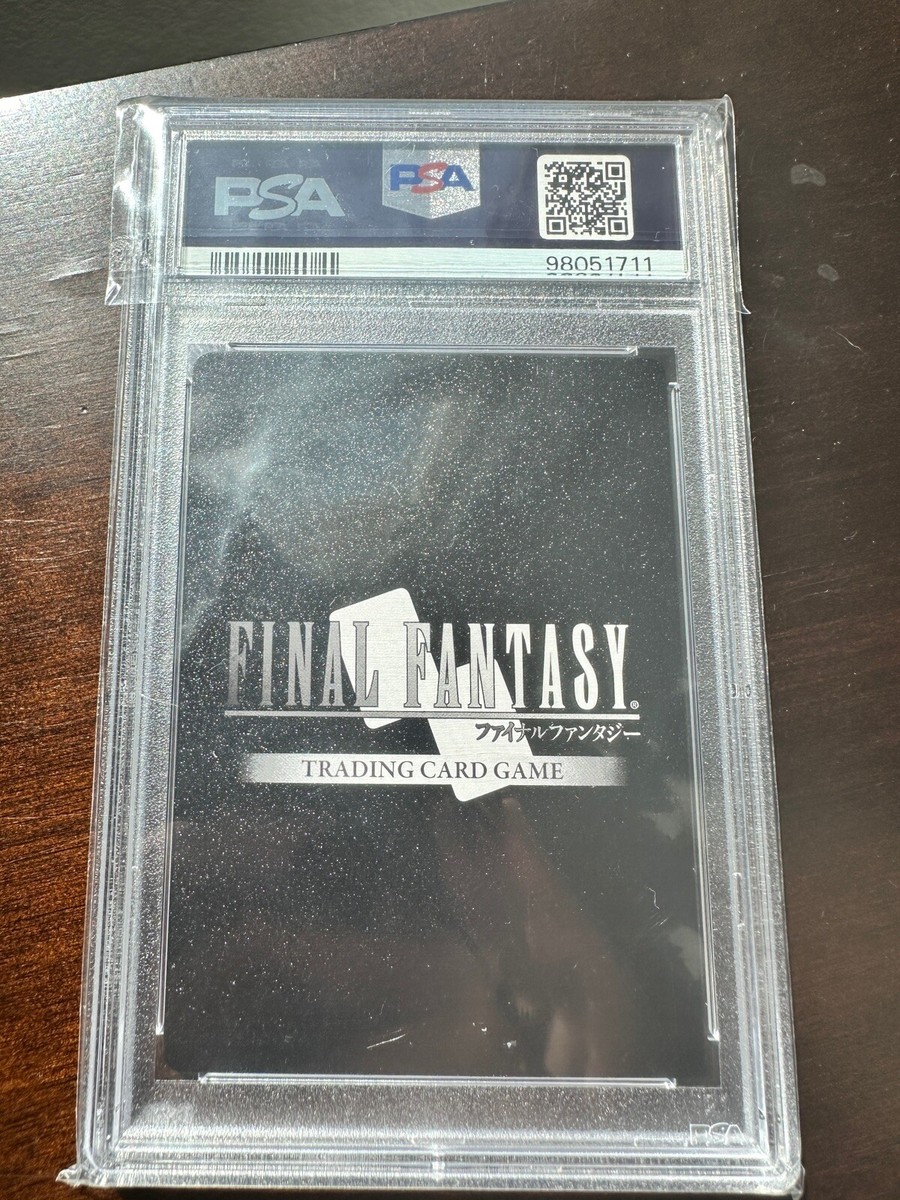 PSA
PSA
98051711
FINAL FANTASY®
ファイナルファンタジー
TRADING CARD GAME
PSA